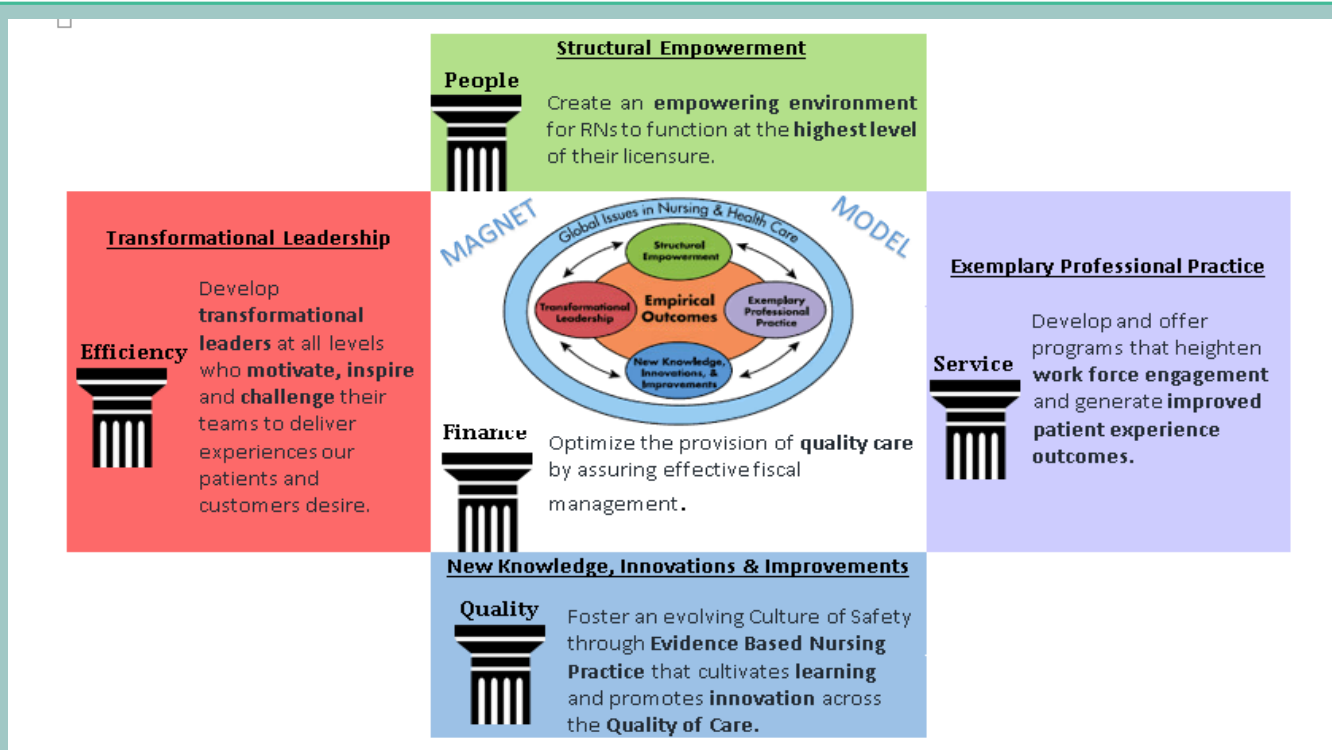 Structural Empowerment
People
Create an empowering environment
for RNs to function at the highest level
of their licensure.
Transformational Leadership
Efficiency
Develop
transformational
leaders at all levels
who motivate, inspire
and challenge their
teams to deliver
experiences our
patients and
customers desire.
MAGNET
MODEL
Global Issues in Nursing & Health Care
Structural
Empowerment
Transformational
Leadership
Empirical
Outcomes
Exemplary
Professional
Practice
New Knowledge,
Innovations, &
Improvements
Finance
Optimize the provision of quality care
by assuring effective fiscal
management.
Exemplary Professional Practice
Service
Develop and offer
programs that heighten
work force engagement
and generate improved
patient experience
outcomes.
New Knowledge, Innovations & Improvements
Quality
Foster an evolving Culture of Safety
through Evidence Based Nursing
Practice that cultivates learning
and promotes innovation across
the Quality of Care.